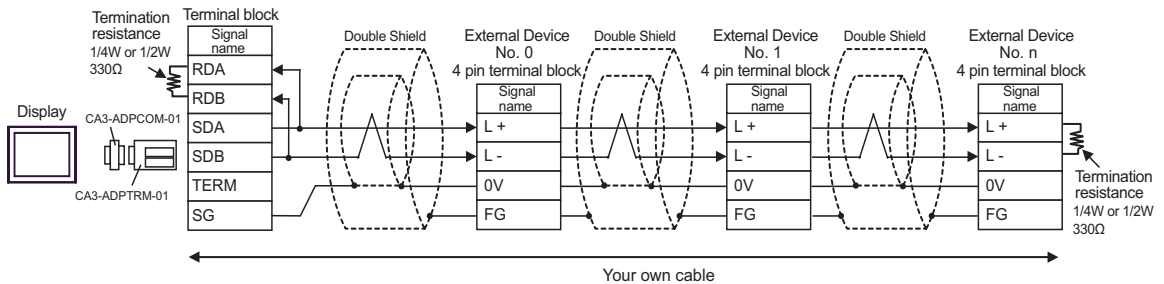 Termination
resistance
1/4W or 1/2W
330Ω
Terminal block
Signal
name
RDA
RDB
SDA
SDB
TERM
SG
Display
CA3-ADPCOM-01
CA3-ADPTRM-01
Double Shield
External Device
No. 0
4 pin terminal block
Signal
name
L +
L -
0V
FG
Double Shield
External Device
No. 1
4 pin terminal block
Signal
name
L +
L -
0V
FG
Double Shield
External Device
No. n
4 pin terminal block
Signal
name
L +
L -
0V
FG
Termination
resistance
1/4W or 1/2W
330Ω
Your own cable